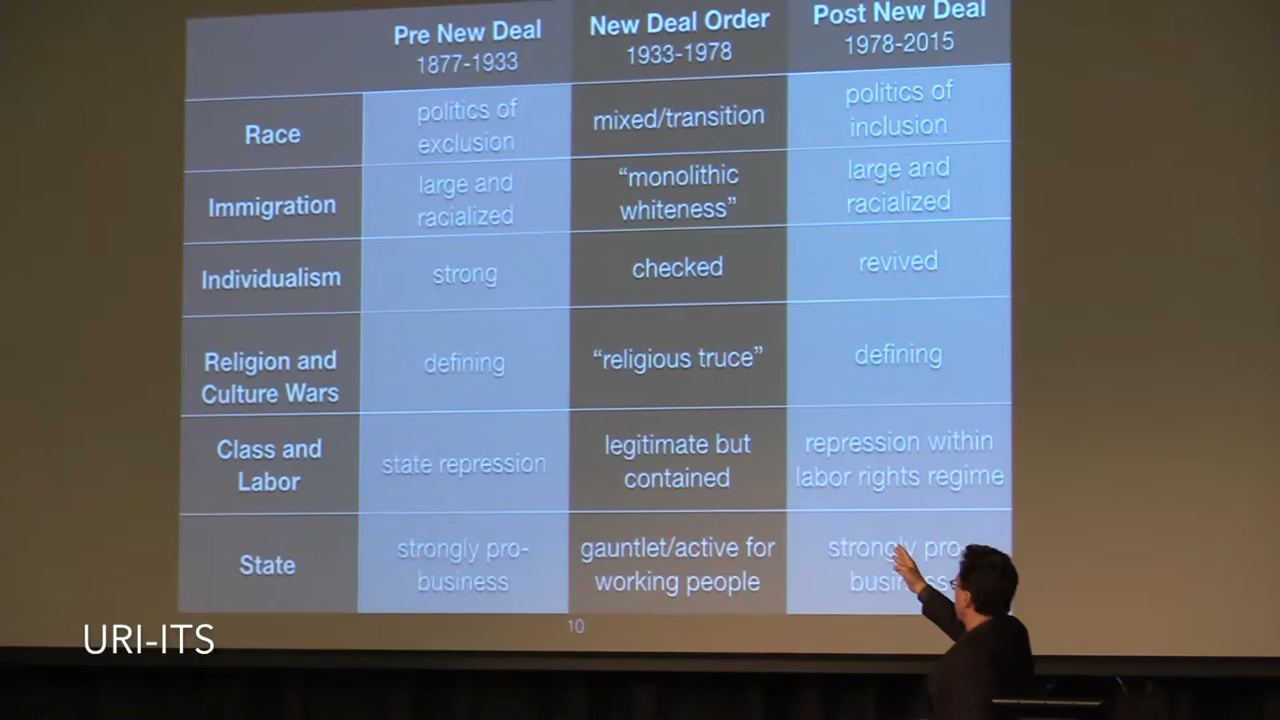 Pre New Deal
1877-1933
New Deal Order
1933-1978
Post New Deal
1978-2015
Race
politics of
exclusion
mixed/transition
politics of
inclusion
Immigration
large and
racialized
“monolithic
whiteness”
large and
racialized
Individualism
strong
checked
revived
Religion and
Culture Wars
defining
“religious truce”
defining
Class and
Labor
state repression
legitimate but
contained
repression within
labor rights regime
State
strongly pro-
business
gauntlet/active for
working people
strongly pro-
business
10
URI-ITS